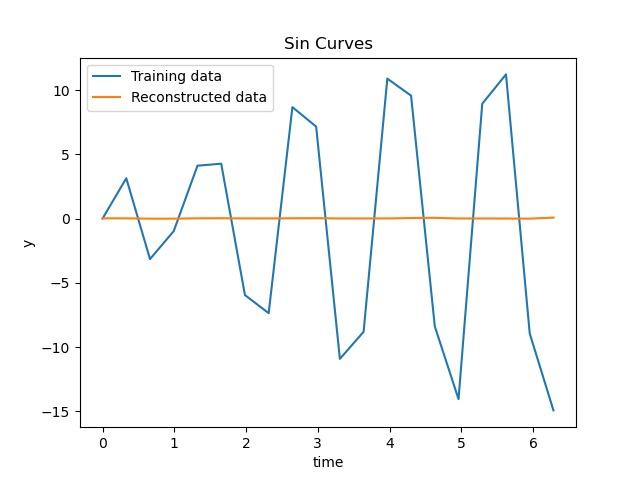 Sin Curves
Training data
Reconstructed data
10
5
0
−5
−10
−15
y
0 1 2 3 4 5 6
time